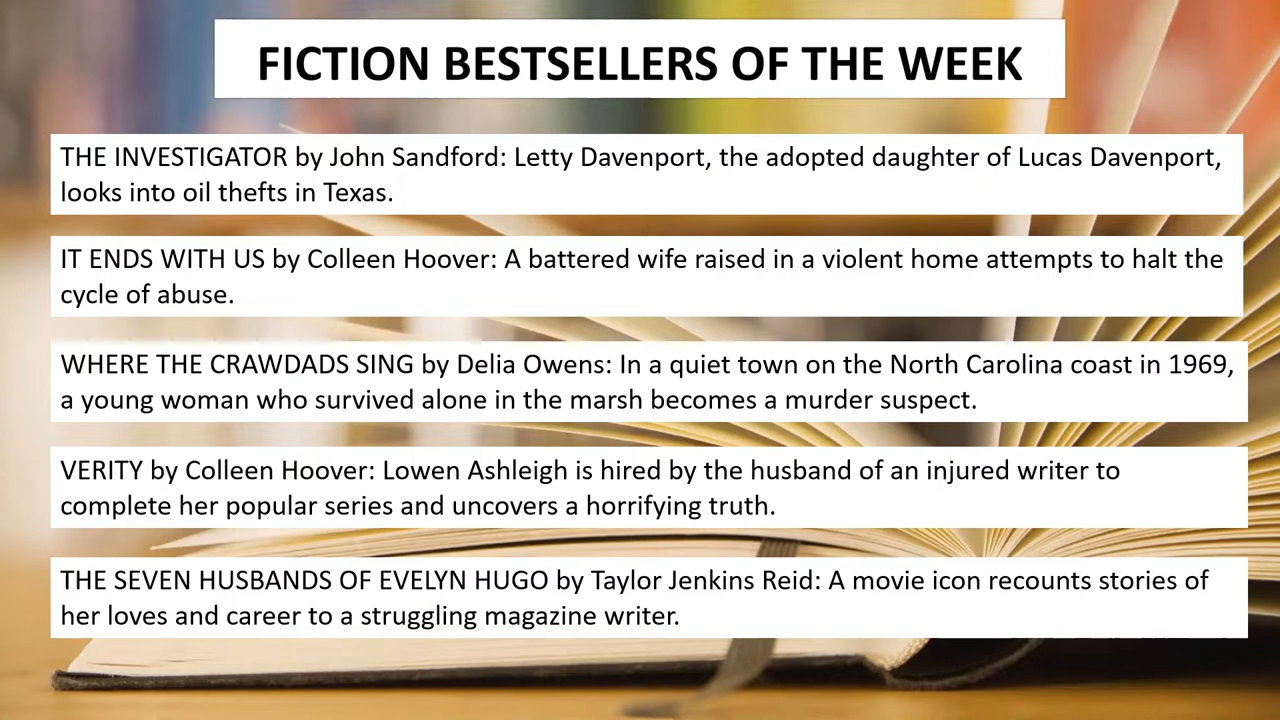 FICTION BESTSELLERS OF THE WEEK
THE INVESTIGATOR by John Sandford: Letty Davenport, the adopted daughter of Lucas Davenport,
looks into oil thefts in Texas.
IT ENDS WITH US by Colleen Hoover: A battered wife raised in a violent home attempts to halt the
cycle of abuse.
WHERE THE CRAWDADS SING by Delia Owens: In a quiet town on the North Carolina coast in 1969,
a young woman who survived alone in the marsh becomes a murder suspect.
VERITY by Colleen Hoover: Lowen Ashleigh is hired by the husband of an injured writer to
complete her popular series and uncovers a horrifying truth.
THE SEVEN HUSBANDS OF EVELYN HUGO by Taylor Jenkins Reid: A movie icon recounts stories of
her loves and career to a struggling magazine writer.